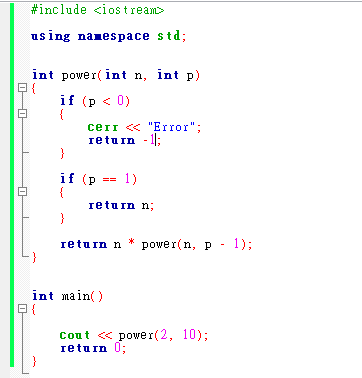 #include <iostream>
using namespace std;
int power(int n, int p)
{
if (p < 0)
{
cerr << "Error";
return -1;
}
if (p == 1)
{
return n;
}
return n * power(n, p - 1);
}
int main()
{
cout << power(2, 10);
return 0;
}